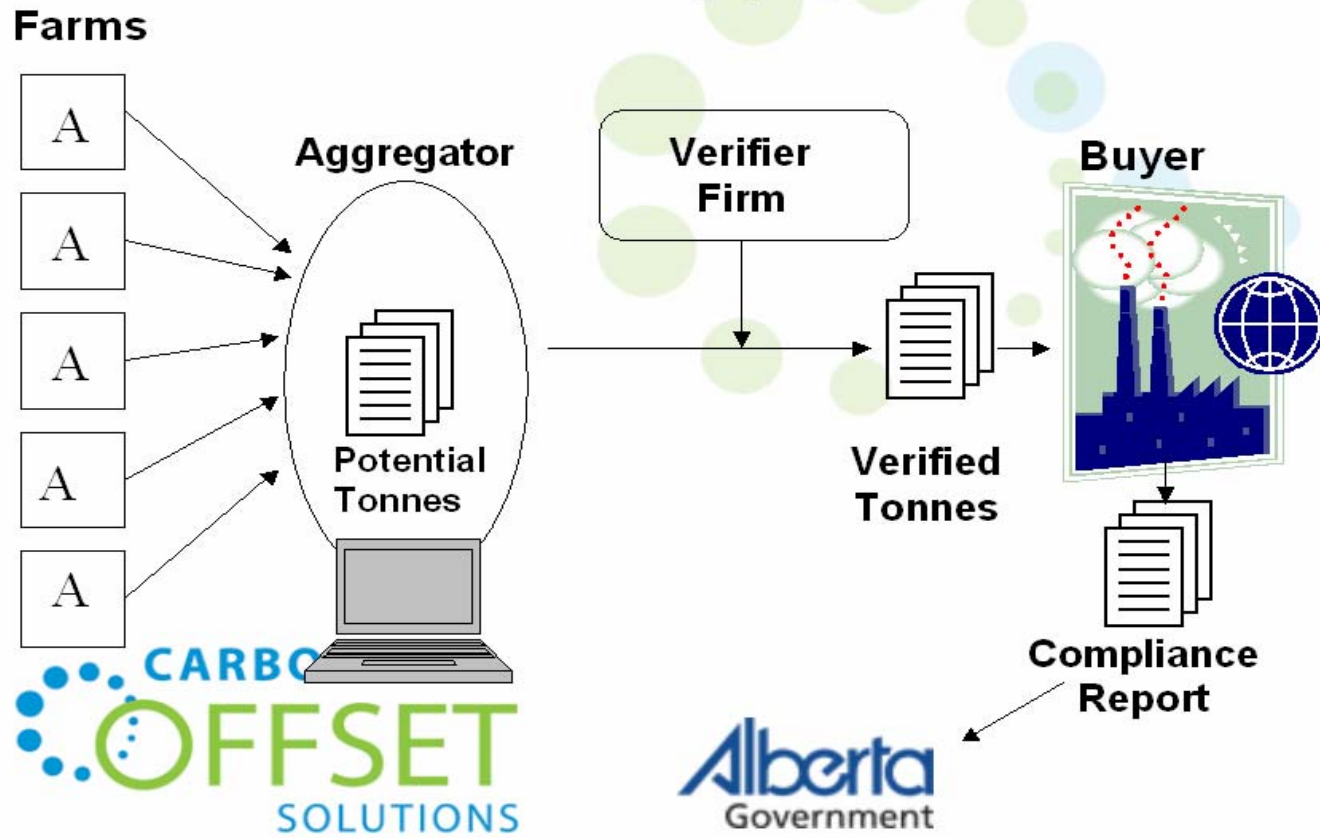 Farms
A
A
A
A
A
Aggregator
Potential
Tonnes
Verifier
Firm
Verified
Tonnes
Buyer
Compliance
Report
CARBO
OFFSET
SOLUTIONS
Alberta
Government